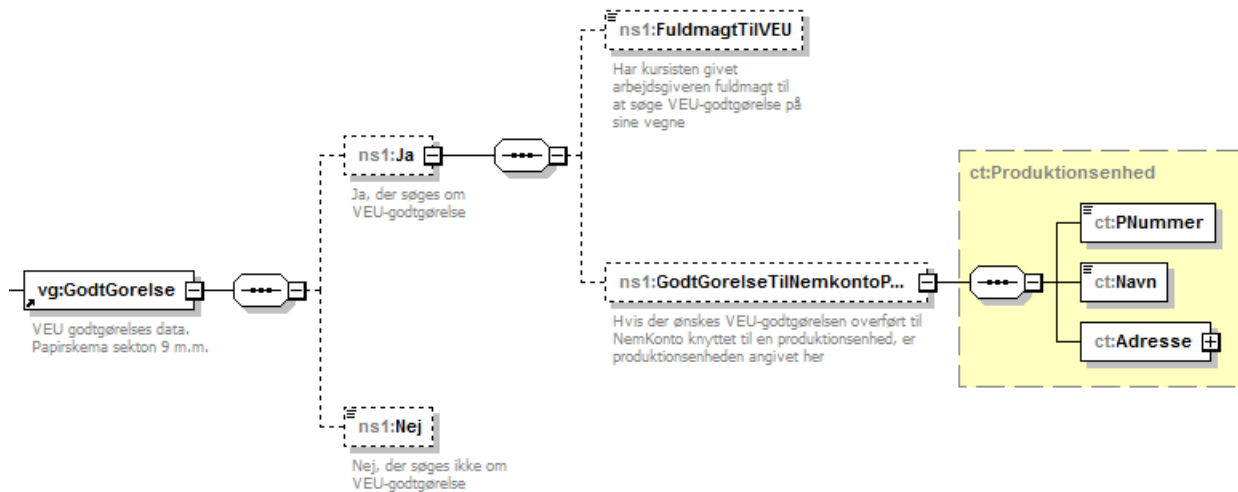 ns1:FuldmagtTilVEU
Har kursisten givet
arbejdsgiveren fuldmagt til
at søge VEU-godtgørelse på
sine vegne
ns1:Ja
Ja, der søges om
VEU-godtgørelse
ct:Produktionsenhed
ct:PNummer
vg:GodtGorelse
VEU godtgørelses data.
Papirskema sekton 9 m.m.
ns1:GodtGorelseTilNemkontoP...
Hvis der ønskes VEU-godtgørelsen overført til
NemKonto knyttet til en produktionsenhed, er
produktionsenheden angivet her
ct:Navn
ct:Adresse
ns1:Nej
Nej, der søges ikke om
VEU-godtgørelse